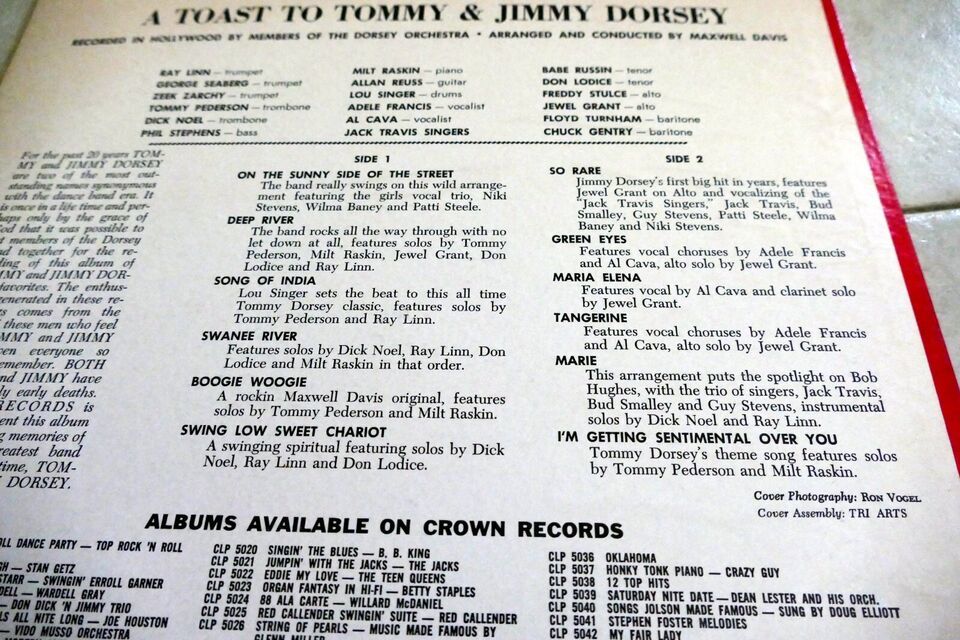 A TOAST TO TOMMY & JIMMY DORSEY
RECORDED IN HOLLYWOOD BY MEMBERS OF THE DORSEY ORCHESTRA • ARRANGED AND CONDUCTED BY MAXWELL DAVIS
RAY LINN — trumpet
GEORGE SEABERG — trumpet
ZEEK ZARCHY — trumpet
TOMMY PEDERSON — trombone
DICK NOEL — trombone
PHIL STEPHENS — bass
MILT RASKIN — piano
ALLAN REUSS — guitar
LOU SINGER — drums
ADELE FRANCIS — vocalist
AL CAVA — vocalist
JACK TRAVIS SINGERS
BABE RUSSIN — tenor
DON LODICE — tenor
FREDDY STULCE — alto
JEWEL GRANT — alto
FLOYD TURNHAM — baritone
CHUCK GENTRY — baritone
For the past 20 years TOM-
MY and JIMMY DORSEY
are two of the most out-
standing names synonymous
with the dance band era. It
is once in a life time and per-
haps only by the grace of
God that it was possible to
t members of the Dorsey
nd together for the re-
ding of this album of
MMY and JIMMY DOR-
favorites. The enthus-
generated in these re-
s comes from the
these men who feel
MMY and JIMMY
ven everyone so
emember. BOTH
nd JIMMY have
ly early deaths.
RECORDS is
ent this album
g memories of
reatest band
time, TOM-
DORSEY.
SIDE 1
ON THE SUNNY SIDE OF THE STREET
The band really swings on this wild arrange-
ment featuring the girls vocal trio, Niki
Stevens, Wilma Baney and Patti Steele.
DEEP RIVER
The band rocks all the way through with no
let down at all, features solos by Tommy
Pederson, Milt Raskin, Jewel Grant, Don
Lodice and Ray Linn.
SONG OF INDIA
Lou Singer sets the beat to this all time
Tommy Dorsey classic, features solos by
Tommy Pederson and Ray Linn.
SWANEE RIVER
Features solos by Dick Noel, Ray Linn, Don
Lodice and Milt Raskin in that order.
BOOGIE WOOGIE
A rockin Maxwell Davis original, features
solos by Tommy Pederson and Milt Raskin.
SWING LOW SWEET CHARIOT
A swinging spiritual featuring solos by Dick
Noel, Ray Linn and Don Lodice.
SIDE 2
SO RARE
Jimmy Dorsey's first big hit in years, features
Jewel Grant on Alto and vocalizing of the
"Jack Travis Singers," Jack Travis, Bud
Smalley, Guy Stevens, Patti Steele, Wilma
Baney and Niki Stevens.
GREEN EYES
Features vocal choruses by Adele Francis
and Al Cava, alto solo by Jewel Grant.
MARIA ELENA
Features vocal by Al Cava and clarinet solo
by Jewel Grant.
TANGERINE
Features vocal choruses by Adele Francis
and Al Cava, alto solo by Jewel Grant.
MARIE
This arrangement puts the spotlight on Bob
Hughes, with the trio of singers, Jack Travis,
Bud Smalley and Guy Stevens, instrumental
solos by Dick Noel and Ray Linn.
I'M GETTING SENTIMENTAL OVER YOU
Tommy Dorsey's theme song features solos
by Tommy Pederson and Milt Raskin.
Cover Photography: RON VOGEL
Cover Assembly: TRI ARTS
ALBUMS AVAILABLE ON CROWN RECORDS
LL DANCE PARTY — TOP ROCK 'N ROLL
GH — STAN GETZ
STARR — SWINGIN' ERROLL GARNER
DELL — WARDELL GRAY
— DON DICK 'N JIMMY TRIO
LS ALL NITE LONG — JOE HOUSTON
— VIDO MUSSO ORCHESTRA
CLP 5020 SINGIN' THE BLUES — B. B. KING
CLP 5021 JUMPIN' WITH THE JACKS — THE JACKS
CLP 5022 EDDIE MY LOVE — THE TEEN QUEENS
CLP 5023 ORGAN FANTASY IN HI-FI — BETTY STAPLES
CLP 5024 88 ALA CARTE — WILLARD McDANIEL
CLP 5025 RED CALLENDER SWINGIN' SUITE — RED CALLENDER
CLP 5026 STRING OF PEARLS — MUSIC MADE FAMOUS BY
GLENN MILLER
CLP 5036 OKLAHOMA
CLP 5037 HONKY TONK PIANO — CRAZY GUY
CLP 5038 12 TOP HITS
CLP 5039 SATURDAY NITE DATE — DEAN LESTER AND HIS ORCH.
CLP 5040 SONGS JOLSON MADE FAMOUS — SUNG BY DOUG ELLIOTT
CLP 5041 STEPHEN FOSTER MELODIES
CLP 5042 MY FAIR LADY